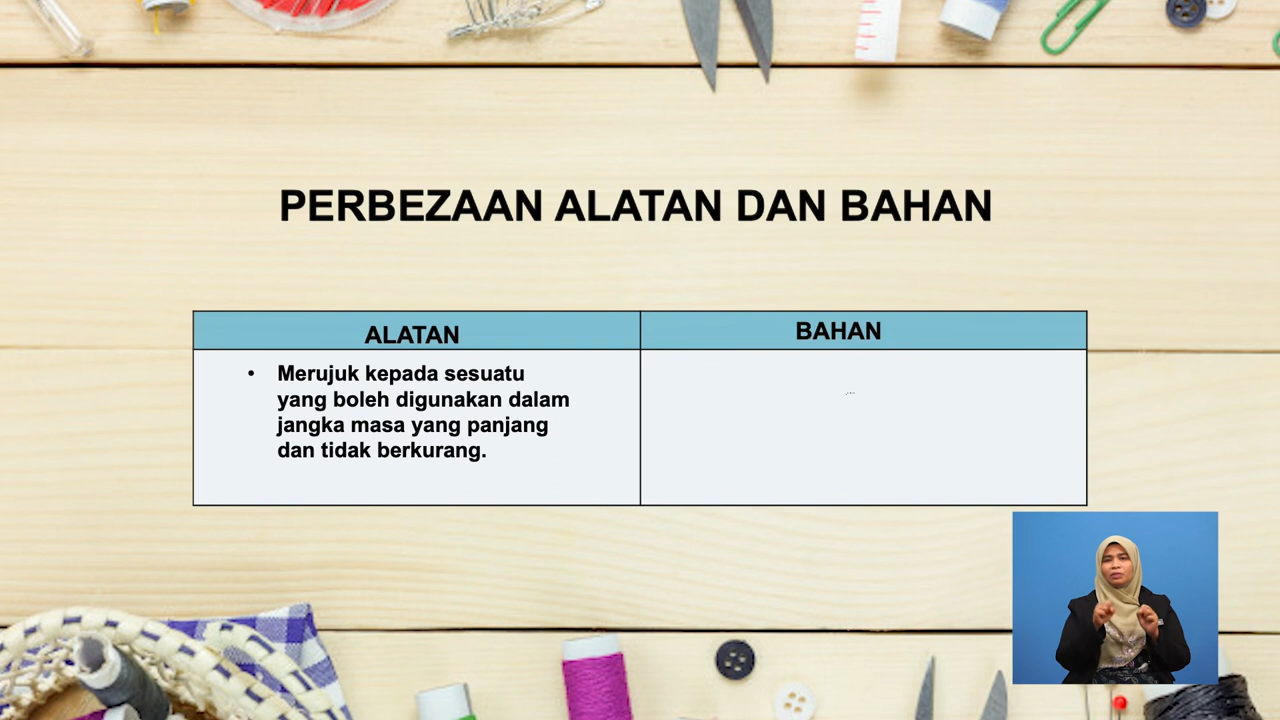 PERBEZAAN ALATAN DAN BAHAN
ALATAN
BAHAN
• Merujuk kepada sesuatu
yang boleh digunakan dalam
jangka masa yang panjang
dan tidak berkurang.